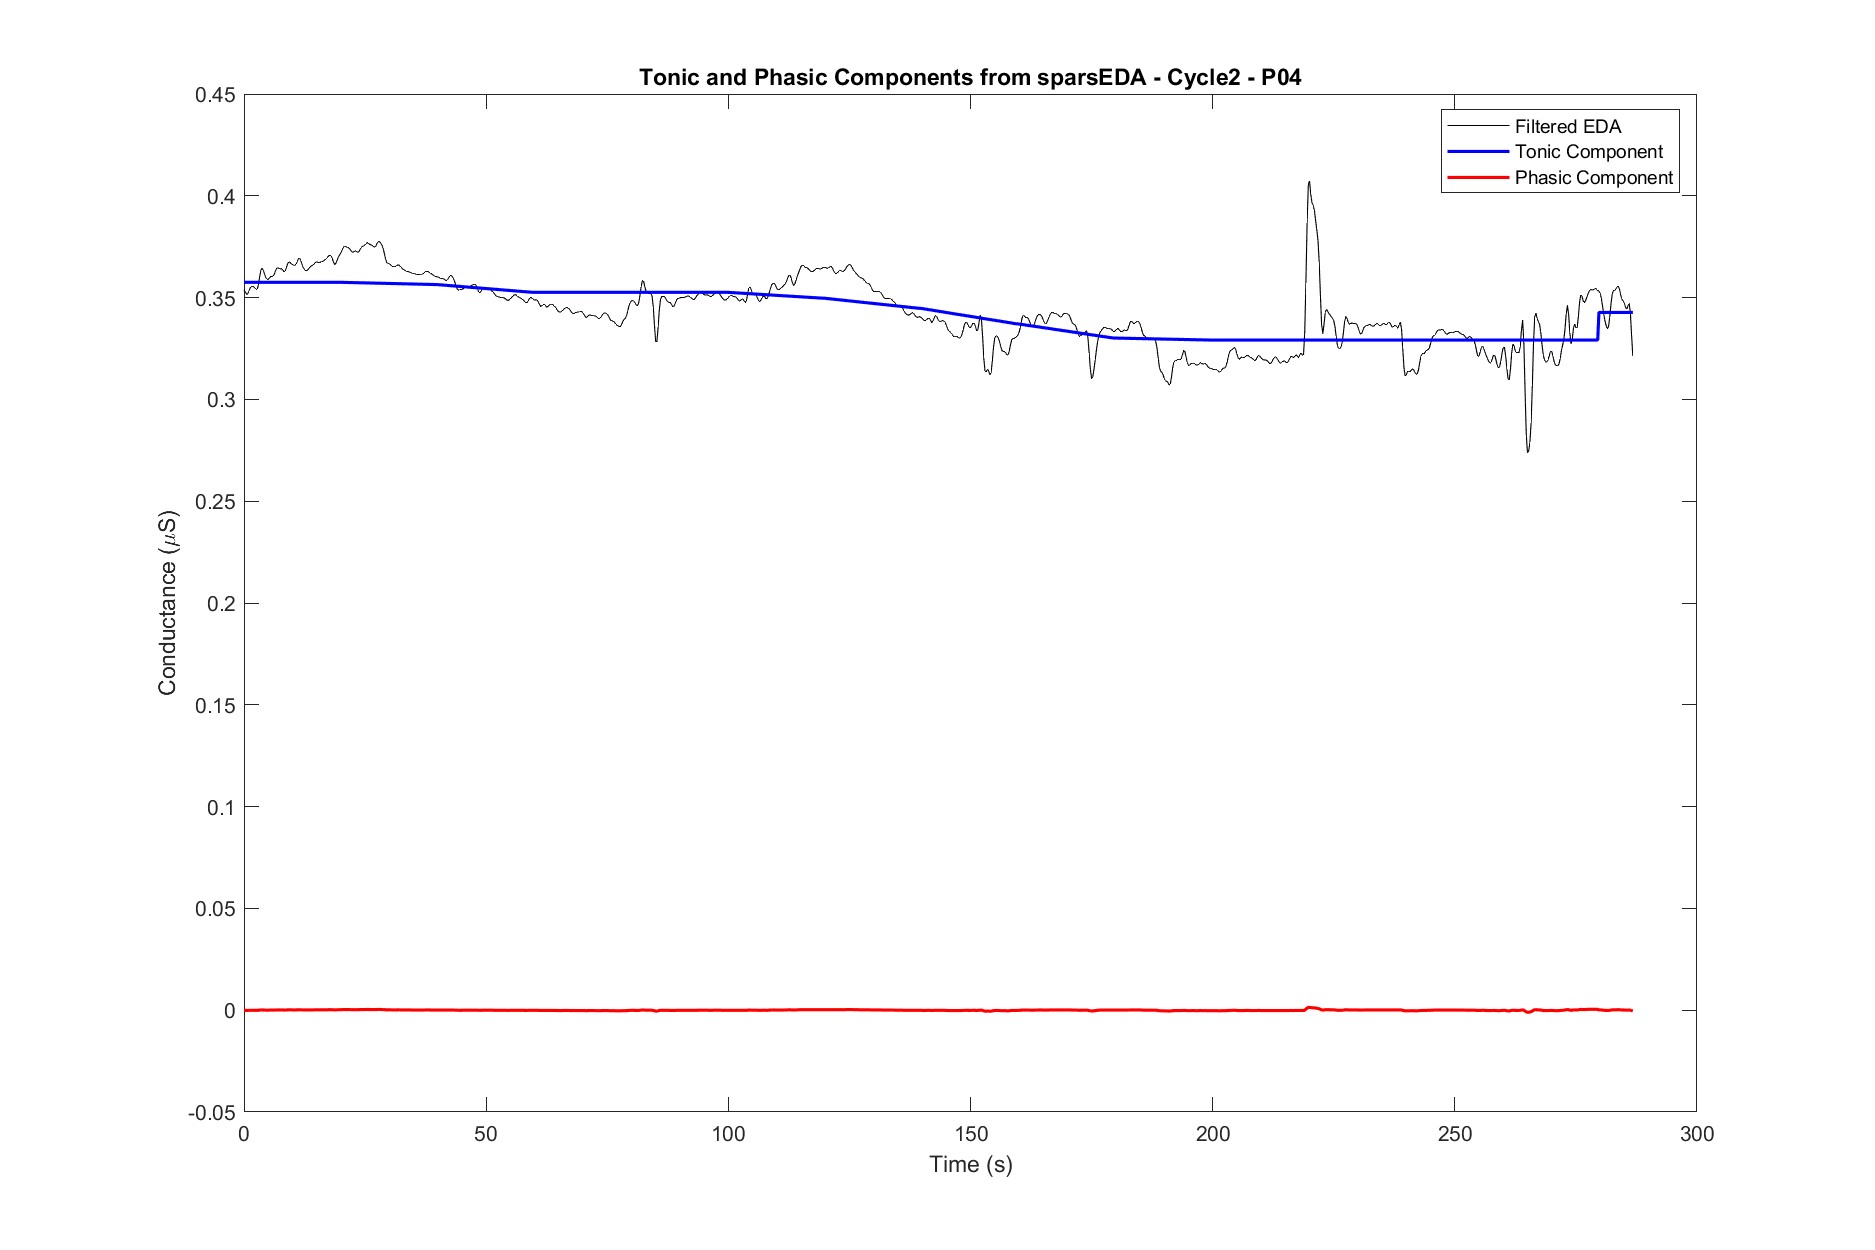 Tonic and Phasic Components from sparsEDA - Cycle2 - P04
0.45
0.4
0.35
0.3
0.25
0.2
0.15
0.1
0.05
0
-0.05
Conductance (μS)
Filtered EDA
Tonic Component
Phasic Component
0 50 100 150 200 250 300
Time (s)